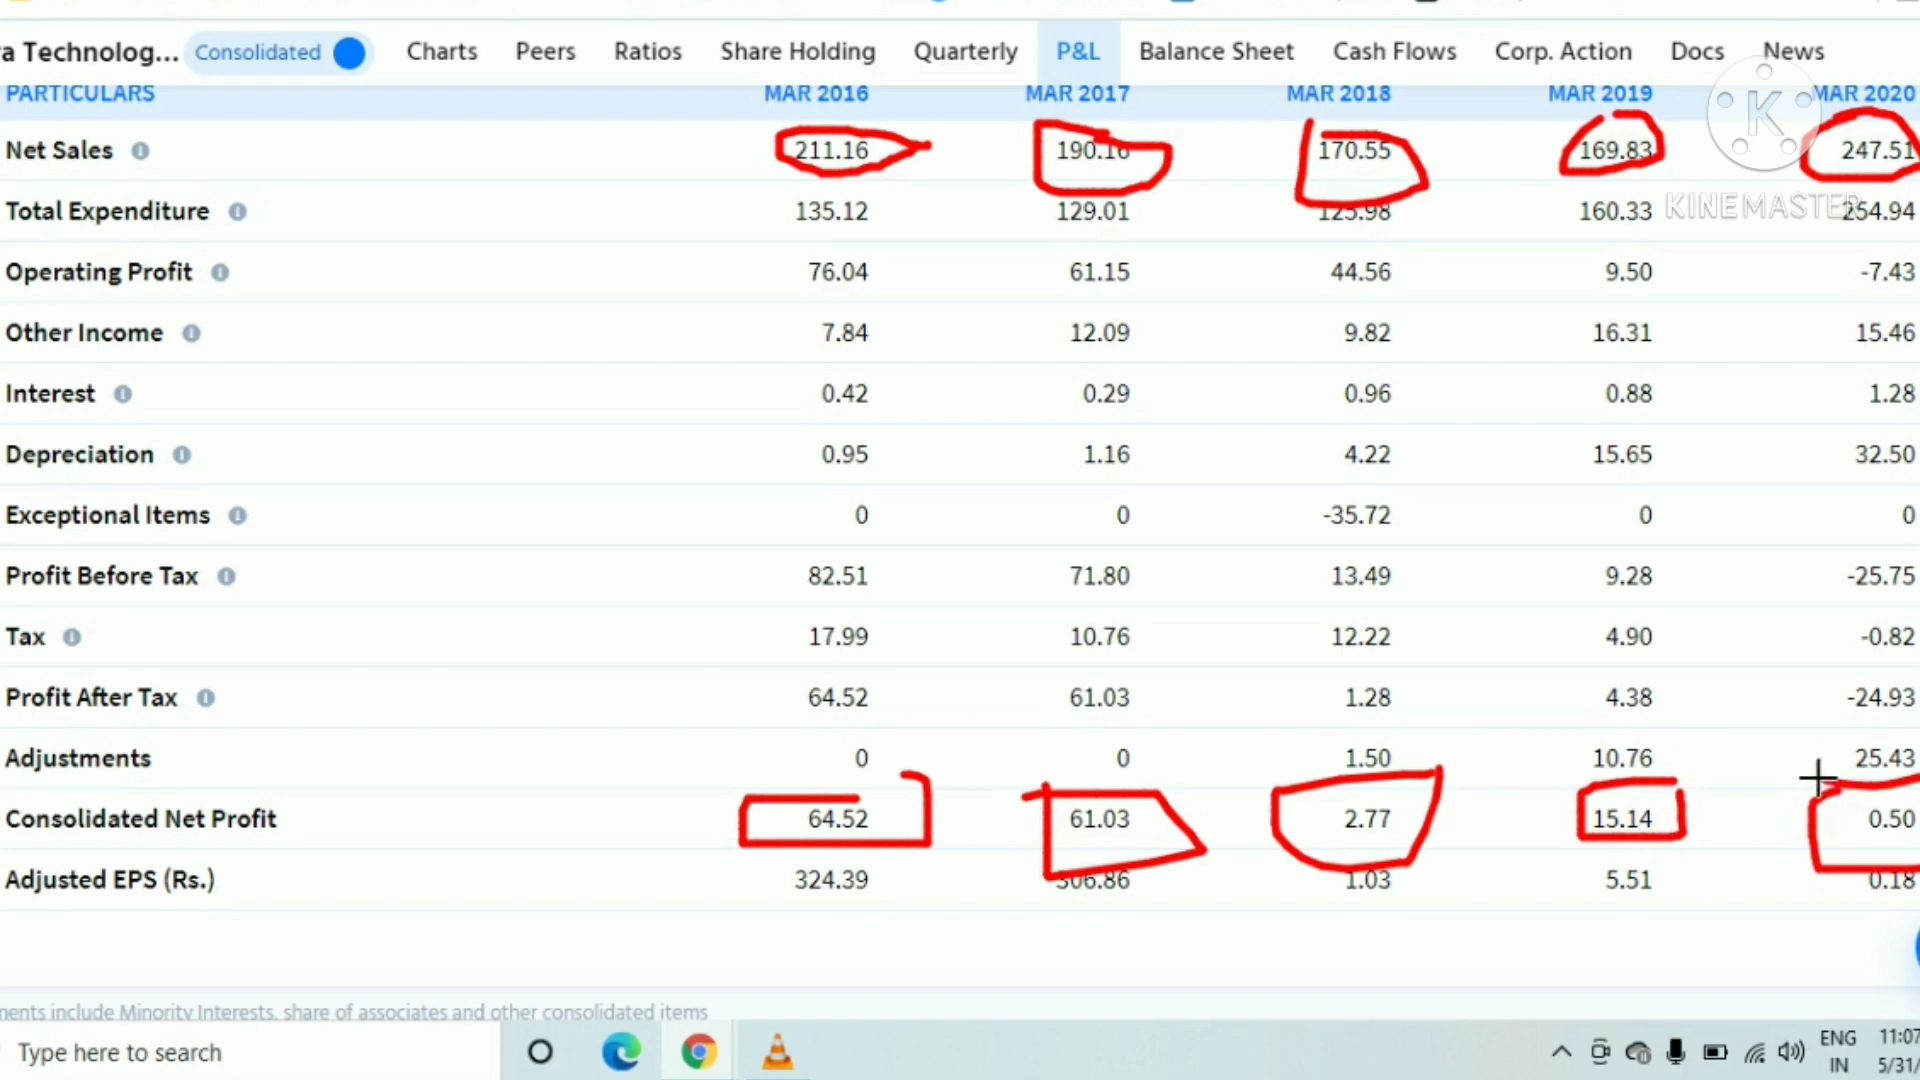 a Technolog... Consolidated Charts Peers Ratios Share Holding Quarterly P&L Balance Sheet Cash Flows Corp. Action Docs News
PARTICULARS MAR 2016 MAR 2017 MAR 2018 MAR 2019 MAR 2020
Net Sales 211.16 190.16 170.55 169.83 247.51
Total Expenditure 135.12 129.01 125.98 160.33 254.94
KINEMASTER
Operating Profit 76.04 61.15 44.56 9.50 -7.43
Other Income 7.84 12.09 9.82 16.31 15.46
Interest 0.42 0.29 0.96 0.88 1.28
Depreciation 0.95 1.16 4.22 15.65 32.50
Exceptional Items 0 0 -35.72 0 0
Profit Before Tax 82.51 71.80 13.49 9.28 -25.75
Tax 17.99 10.76 12.22 4.90 -0.82
Profit After Tax 64.52 61.03 1.28 4.38 -24.93
Adjustments 0 0 1.50 10.76 25.43
Consolidated Net Profit 64.52 61.03 2.77 15.14 0.50
Adjusted EPS (Rs.) 324.39 306.86 1.03 5.51 0.18
ments include Minority Interests, share of associates and other consolidated items
Type here to search ENG 11:07
IN 5/31/